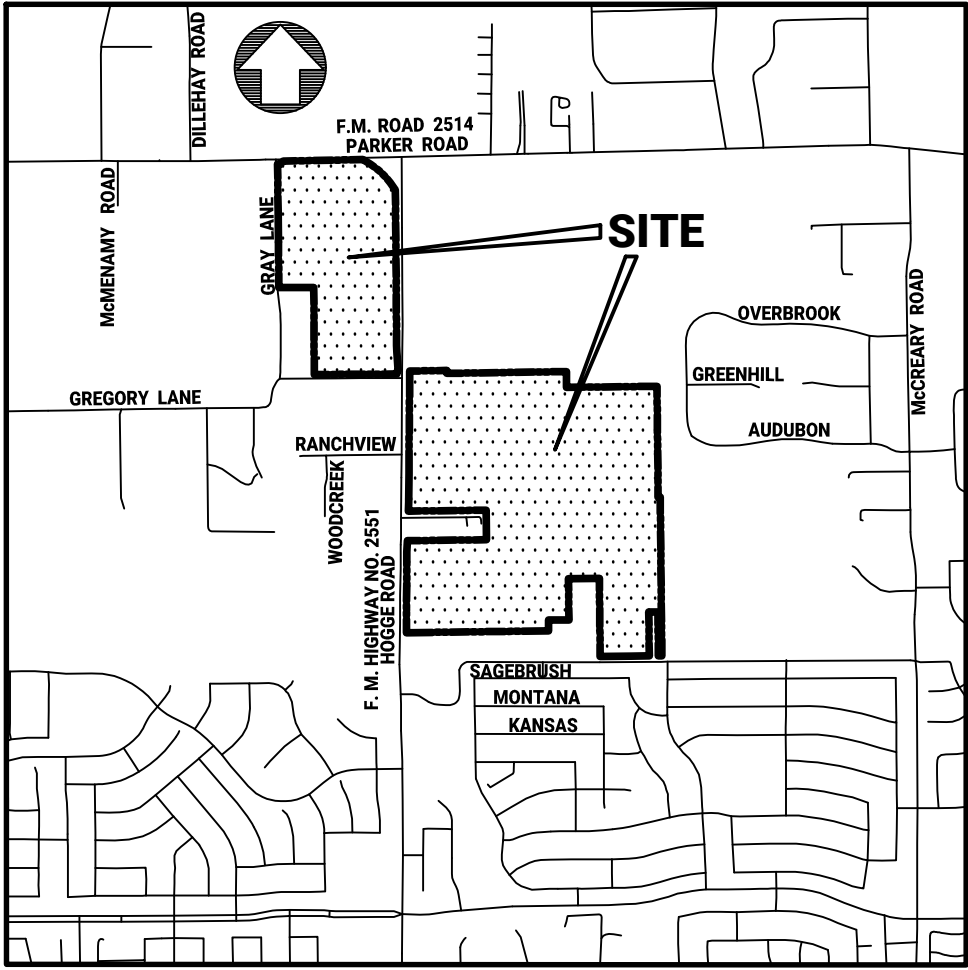 DILLEHAY ROAD
F.M. ROAD 2514
PARKER ROAD
McMENAMY ROAD
GRAY LANE
SITE
McCREARY ROAD
OVERBROOK
GREENHILL
GREGORY LANE
AUDUBON
RANCHVIEW
WOODCREEK
F. M. HIGHWAY NO. 2551
HOGGE ROAD
SAGEBRUSH
MONTANA
KANSAS